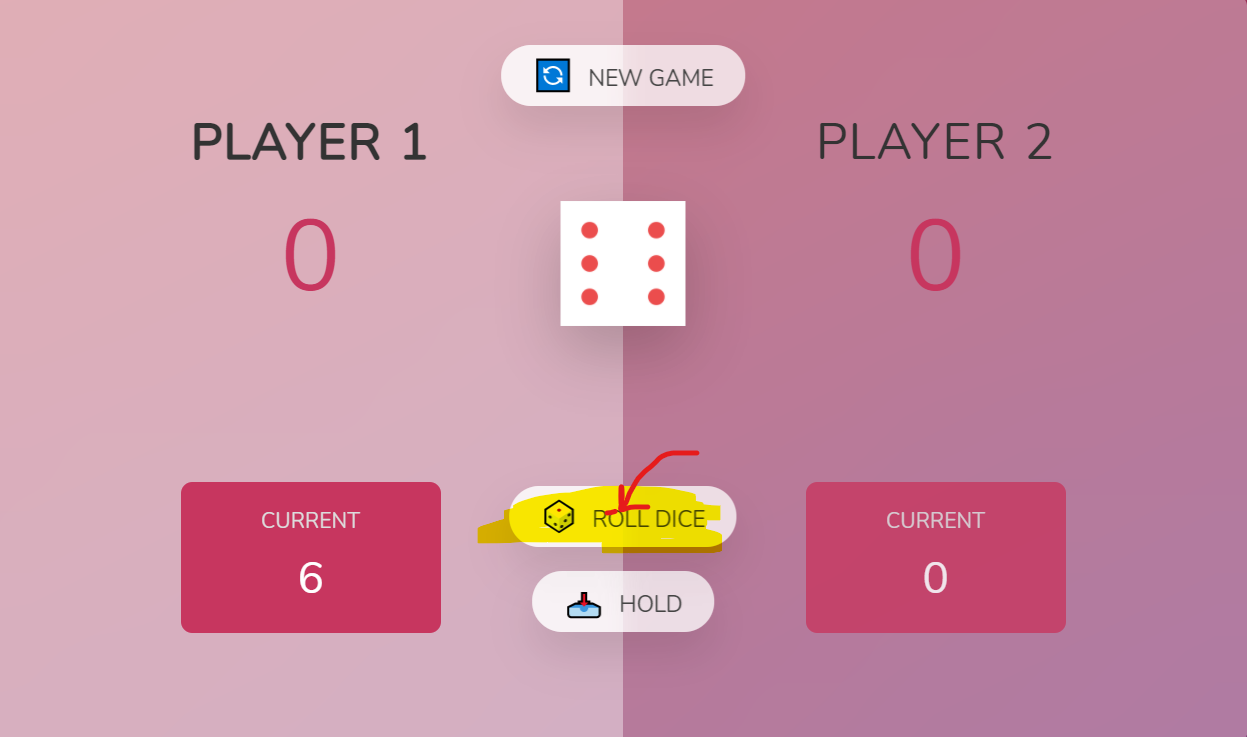 NEW GAME
PLAYER 1
PLAYER 2
0
0
CURRENT
6
ROLL DICE
HOLD
CURRENT
0